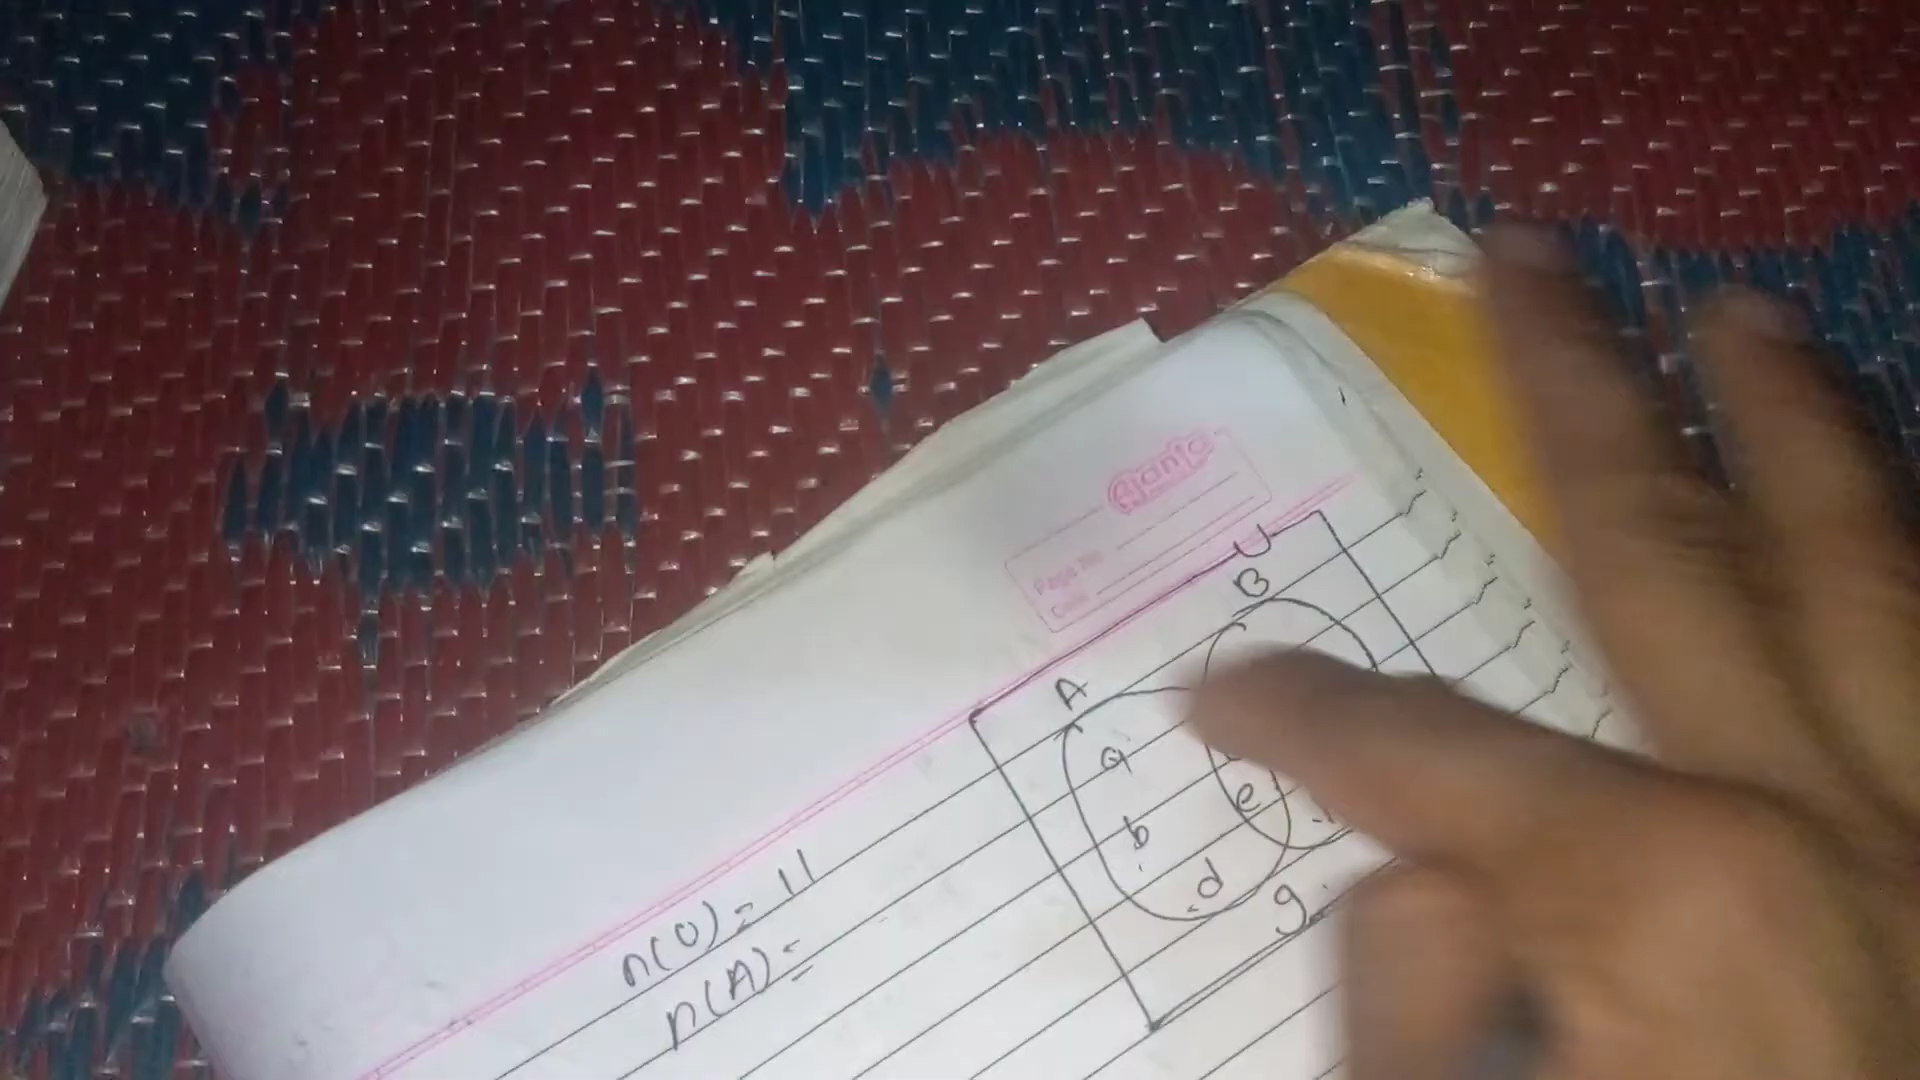 Ajanta
Page No
Date
U
B
A
a
e
b
d
g
n(U) = 11
n(A) =